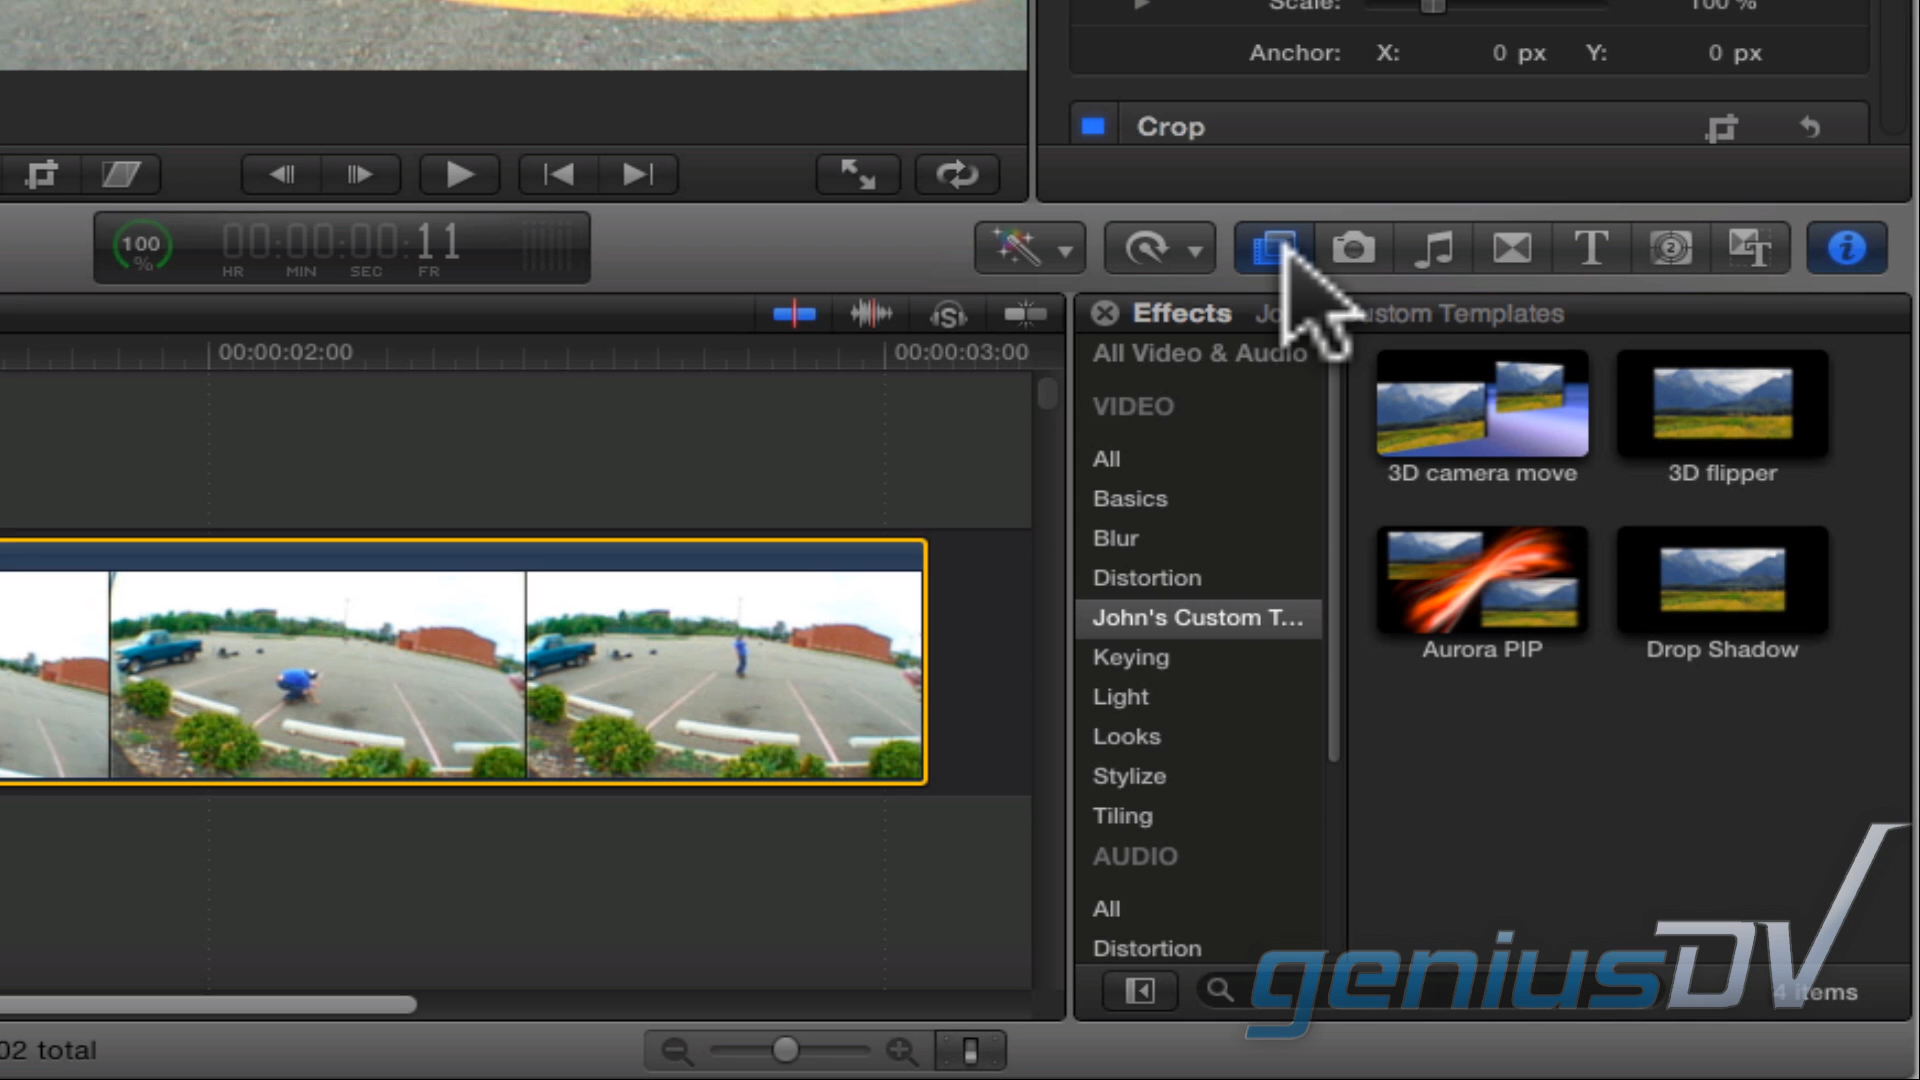 Scale: 100 %
Anchor: X: 0 px Y: 0 px
Crop
100 %
00:00:00:11
HR MIN SEC FR
Effects
Custom Templates
00:00:02:00
00:00:03:00
All Video & Audio
VIDEO
All
Basics
Blur
Distortion
John's Custom T...
Keying
Light
Looks
Stylize
Tiling
AUDIO
All
Distortion
3D camera move
3D flipper
Aurora PIP
Drop Shadow
geniusDV
4 items
02 total